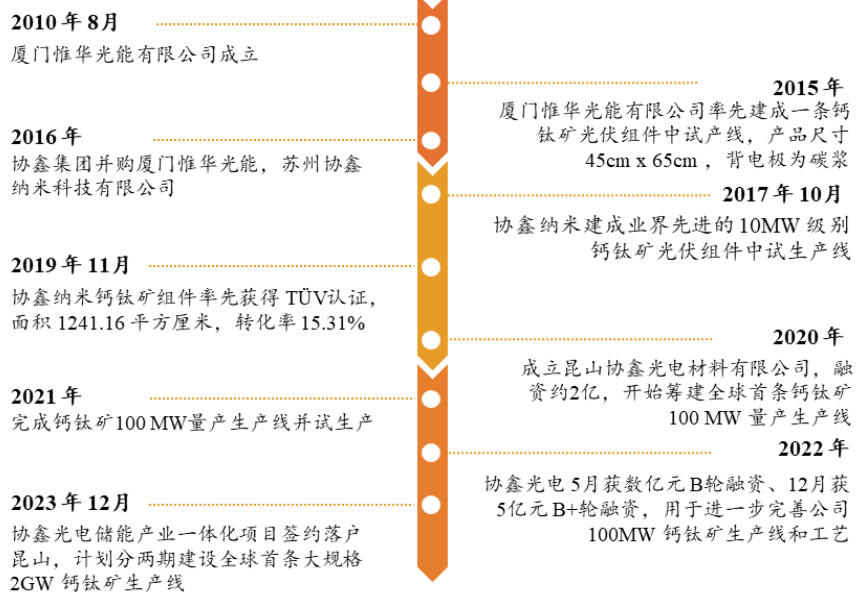 2010 年 8月
厦门惟华光能有限公司成立
2015 年
厦门惟华光能有限公司率先建成一条钙
钛矿光伏组件中试产线，产品尺寸
45cm x 65cm ，背电极为碳浆
2016 年
协鑫集团并购厦门惟华光能，苏州协鑫
纳米科技有限公司
2017 年 10月
协鑫纳米建成业界先进的 10MW 级别
钙钛矿光伏组件中试生产线
2019 年 11月
协鑫纳米钙钛矿组件率先获得 TÜV认证，
面积 1241.16 平方厘米，转化率 15.31%
2020 年
成立昆山协鑫光电材料有限公司，融
资约2亿，开始筹建全球首条钙钛矿
100 MW 量产生产线
2021 年
完成钙钛矿100 MW量产生产线并试生产
2022 年
协鑫光电 5月获数亿元 B轮融资、12月获
5亿元 B+轮融资，用于进一步完善公司
100MW 钙钛矿生产线和工艺
2023 年 12月
协鑫光电储能产业一体化项目签约落户
昆山，计划分两期建设全球首条大规格
2GW 钙钛矿生产线